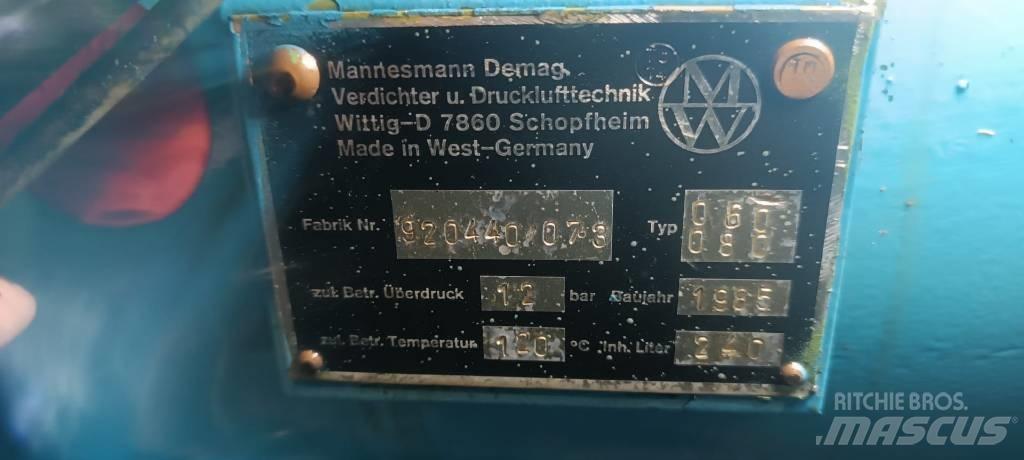 Mannesmann Demag
Verdichter u. Drucklufttechnik
Wittig-D 7860 Schopfheim
Made in West-Germany
MW
Fabrik Nr. 920440/073 Typ 060
080
zul. Betr. Überdruck 12 bar Baujahr 1985
zul. Betr. Temperatur 120 °C Inh. Liter 240
RITCHIE BROS.
MASCUS